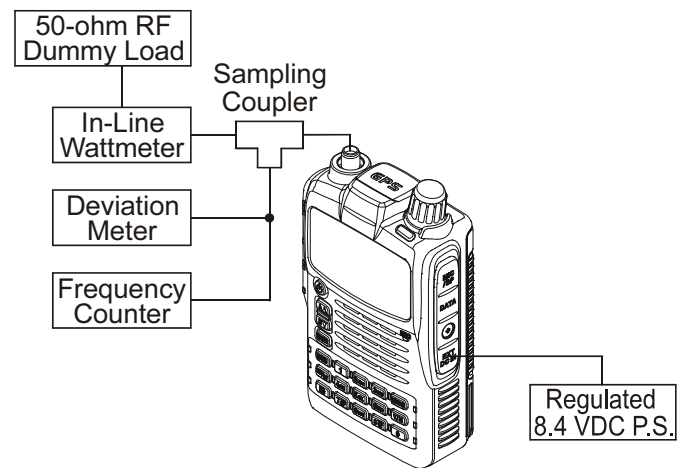 50-ohm RF
Dummy Load
Sampling
Coupler
In-Line
Wattmeter
GPS
Deviation
Meter
DATA
Frequency
Counter
Regulated
8.4 VDC P.S.